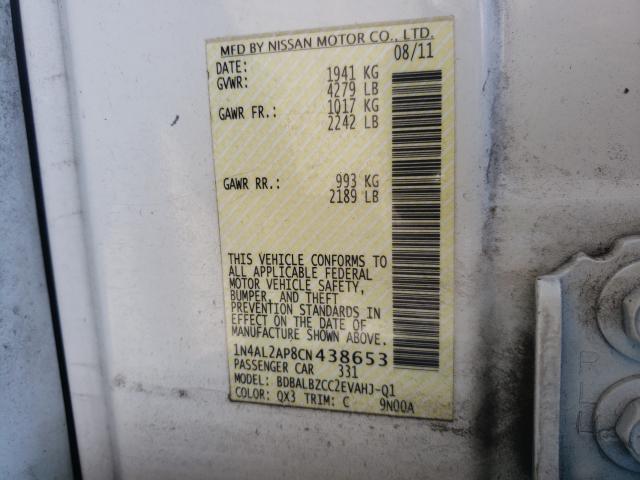 MFD BY NISSAN MOTOR CO., LTD.
DATE: 08/11
GVWR: 1941 KG
4279 LB
GAWR FR.: 1017 KG
2242 LB
GAWR RR.: 993 KG
2189 LB
THIS VEHICLE CONFORMS TO
ALL APPLICABLE FEDERAL
MOTOR VEHICLE SAFETY,
BUMPER, AND THEFT
PREVENTION STANDARDS IN
EFFECT ON THE DATE OF
MANUFACTURE SHOWN ABOVE.
1N4AL2AP8CN438653
PASSENGER CAR 331
MODEL: BDBALBZCC2EVAHJ-Q1
COLOR: QX3 TRIM: C 9N00A